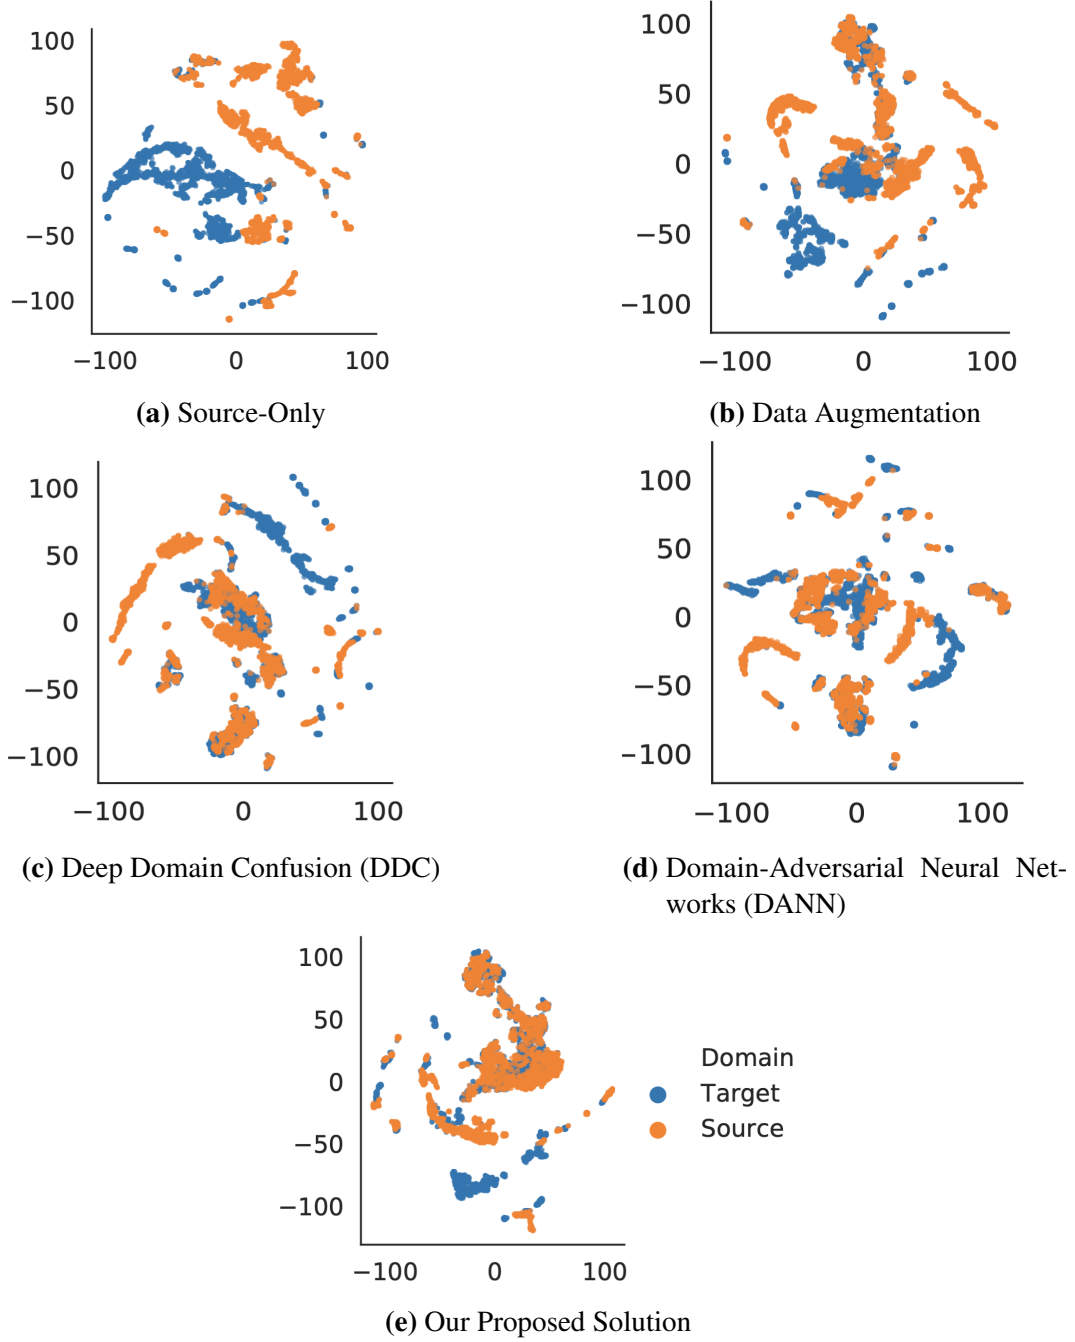 100
50
0
−50
−100
−100 0 100
(a) Source-Only
100
50
0
−50
−100
−100 0 100
(b) Data Augmentation
100
50
0
−50
−100
−100 0 100
(c) Deep Domain Confusion (DDC)
100
50
0
−50
−100
−100 0 100
(d) Domain-Adversarial Neural Net-
works (DANN)
100
50
0
−50
−100
−100 0 100
Domain
Target
Source
(e) Our Proposed Solution